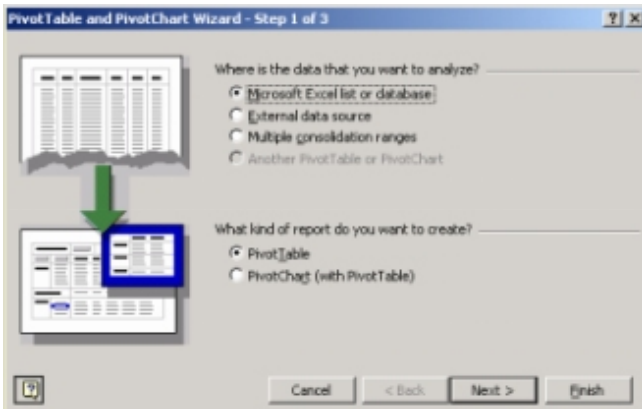 PivotTable and PivotChart Wizard - Step 1 of 3
Where is the data that you want to analyze?
Microsoft Excel list or database
External data source
Multiple consolidation ranges
Another PivotTable or PivotChart
What kind of report do you want to create?
PivotTable
PivotChart (with PivotTable)
Cancel
< Back
Next >
Finish